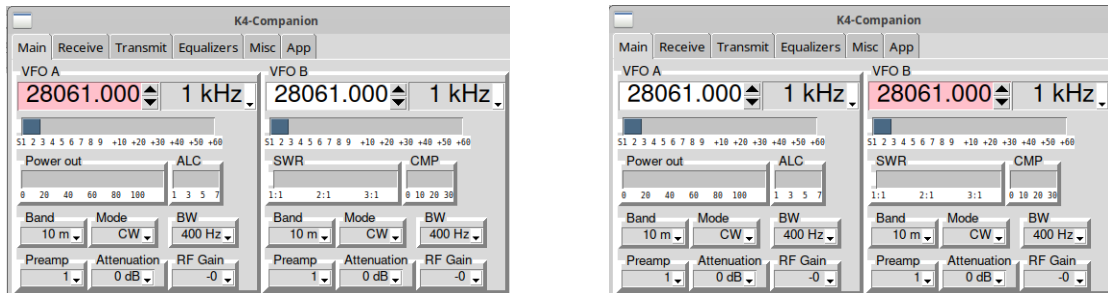 K4-Companion
Main Receive Transmit Equalizers Misc App
VFO A VFO B
28061.000 1 kHz 28061.000 1 kHz
S1 2 3 4 5 6 7 8 9 +10 +20 +30 +40 +50 +60 S1 2 3 4 5 6 7 8 9 +10 +20 +30 +40 +50 +60
Power out ALC SWR CMP
0 20 40 60 80 100 1 3 5 7 1:1 2:1 3:1 0 10 20 30
Band Mode BW Band Mode BW
10 m CW 400 Hz 10 m CW 400 Hz
Preamp Attenuation RF Gain Preamp Attenuation RF Gain
1 0 dB -0 1 0 dB -0
K4-Companion
Main Receive Transmit Equalizers Misc App
VFO A VFO B
28061.000 1 kHz 28061.000 1 kHz
S1 2 3 4 5 6 7 8 9 +10 +20 +30 +40 +50 +60 S1 2 3 4 5 6 7 8 9 +10 +20 +30 +40 +50 +60
Power out ALC SWR CMP
0 20 40 60 80 100 1 3 5 7 1:1 2:1 3:1 0 10 20 30
Band Mode BW Band Mode BW
10 m CW 400 Hz 10 m CW 400 Hz
Preamp Attenuation RF Gain Preamp Attenuation RF Gain
1 0 dB -0 1 0 dB -0